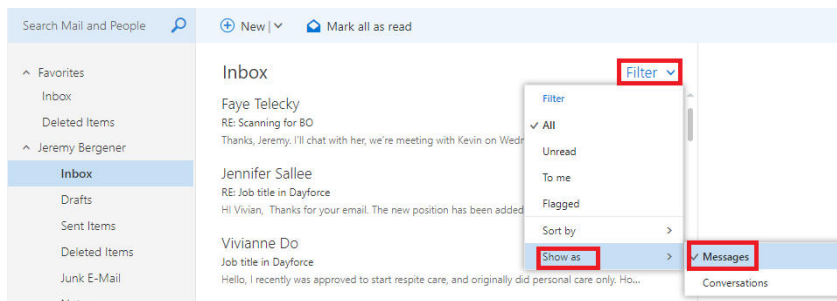 Search Mail and People
New
Mark all as read
Favorites
Inbox
Deleted Items
Jeremy Bergener
Inbox
Drafts
Sent Items
Deleted Items
Junk E-Mail
Inbox
Filter
Faye Telecky
RE: Scanning for BO
Thanks, Jeremy. I'll chat with her, we're meeting with Kevin on
Jennifer Sallee
RE: Job title in Dayforce
HI Vivian, Thanks for your email. The new position has been added
Vivianne Do
Job title in Dayforce
Hello, I recently was approved to start respite care, and originally did personal care only. Ho...
Filter
All
Unread
To me
Flagged
Sort by
Show as
Messages
Conversations